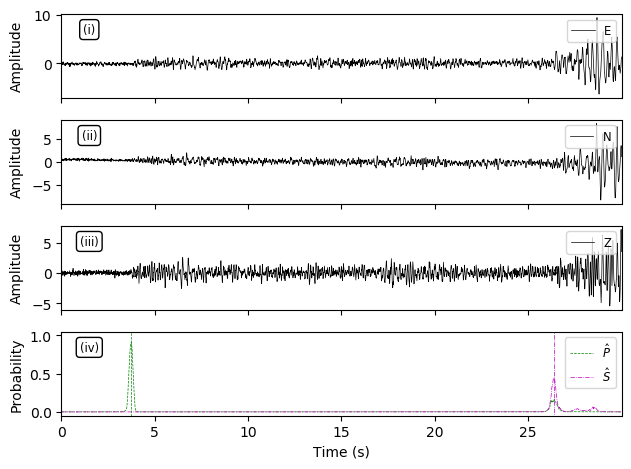 10
0
Amplitude
(i)
E
5
0
−5
Amplitude
(ii)
N
5
0
−5
Amplitude
(iii)
Z
1.0
0.5
0.0
Probability
(iv)
P̂
Ŝ
0 5 10 15 20 25
Time (s)